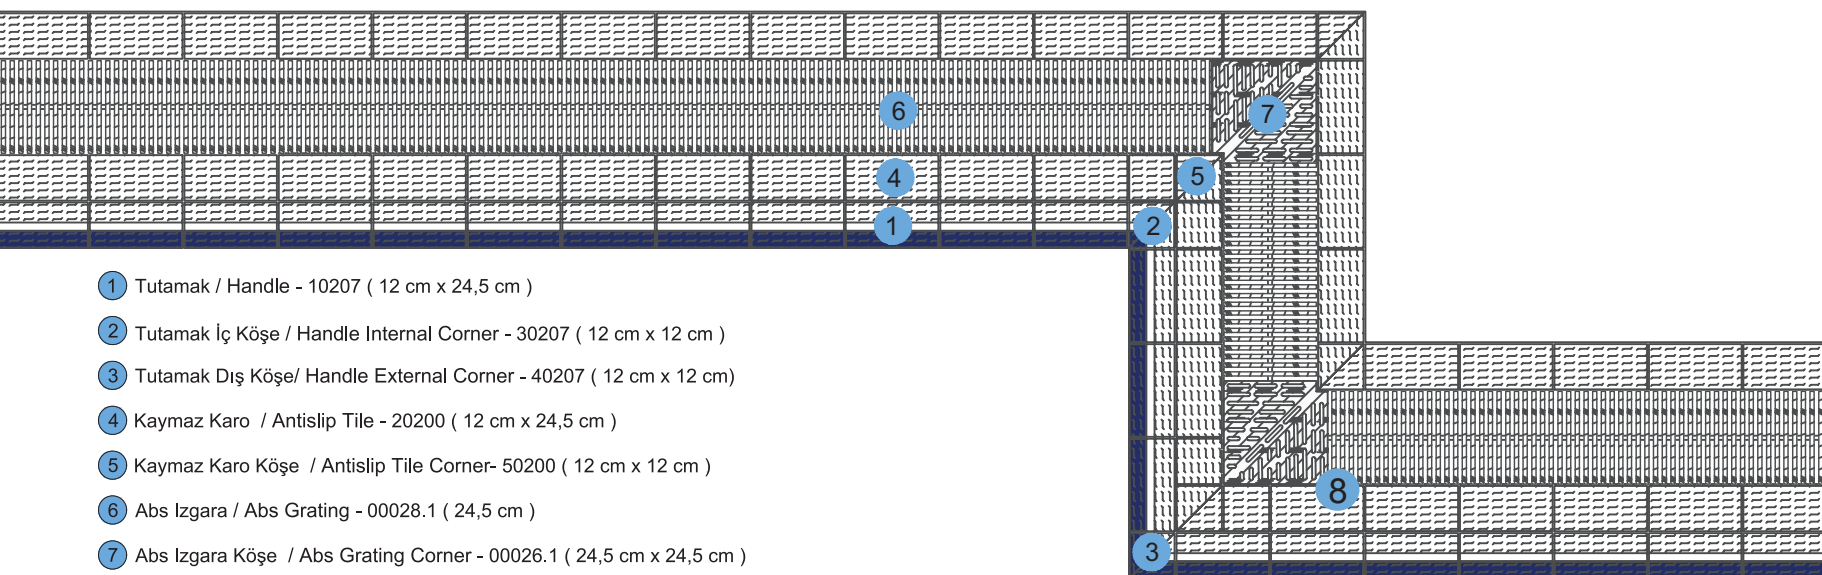 6
7
4
5
1
2
1 Tutamak / Handle - 10207 ( 12 cm x 24,5 cm )
2 Tutamak İç Köşe / Handle Internal Corner - 30207 ( 12 cm x 12 cm )
3 Tutamak Dış Köşe/ Handle External Corner - 40207 ( 12 cm x 12 cm)
4 Kaymaz Karo / Antislip Tile - 20200 ( 12 cm x 24,5 cm )
5 Kaymaz Karo Köşe / Antislip Tile Corner- 50200 ( 12 cm x 12 cm )
6 Abs Izgara / Abs Grating - 00028.1 ( 24,5 cm )
7 Abs Izgara Köşe / Abs Grating Corner - 00026.1 ( 24,5 cm x 24,5 cm )
8
3